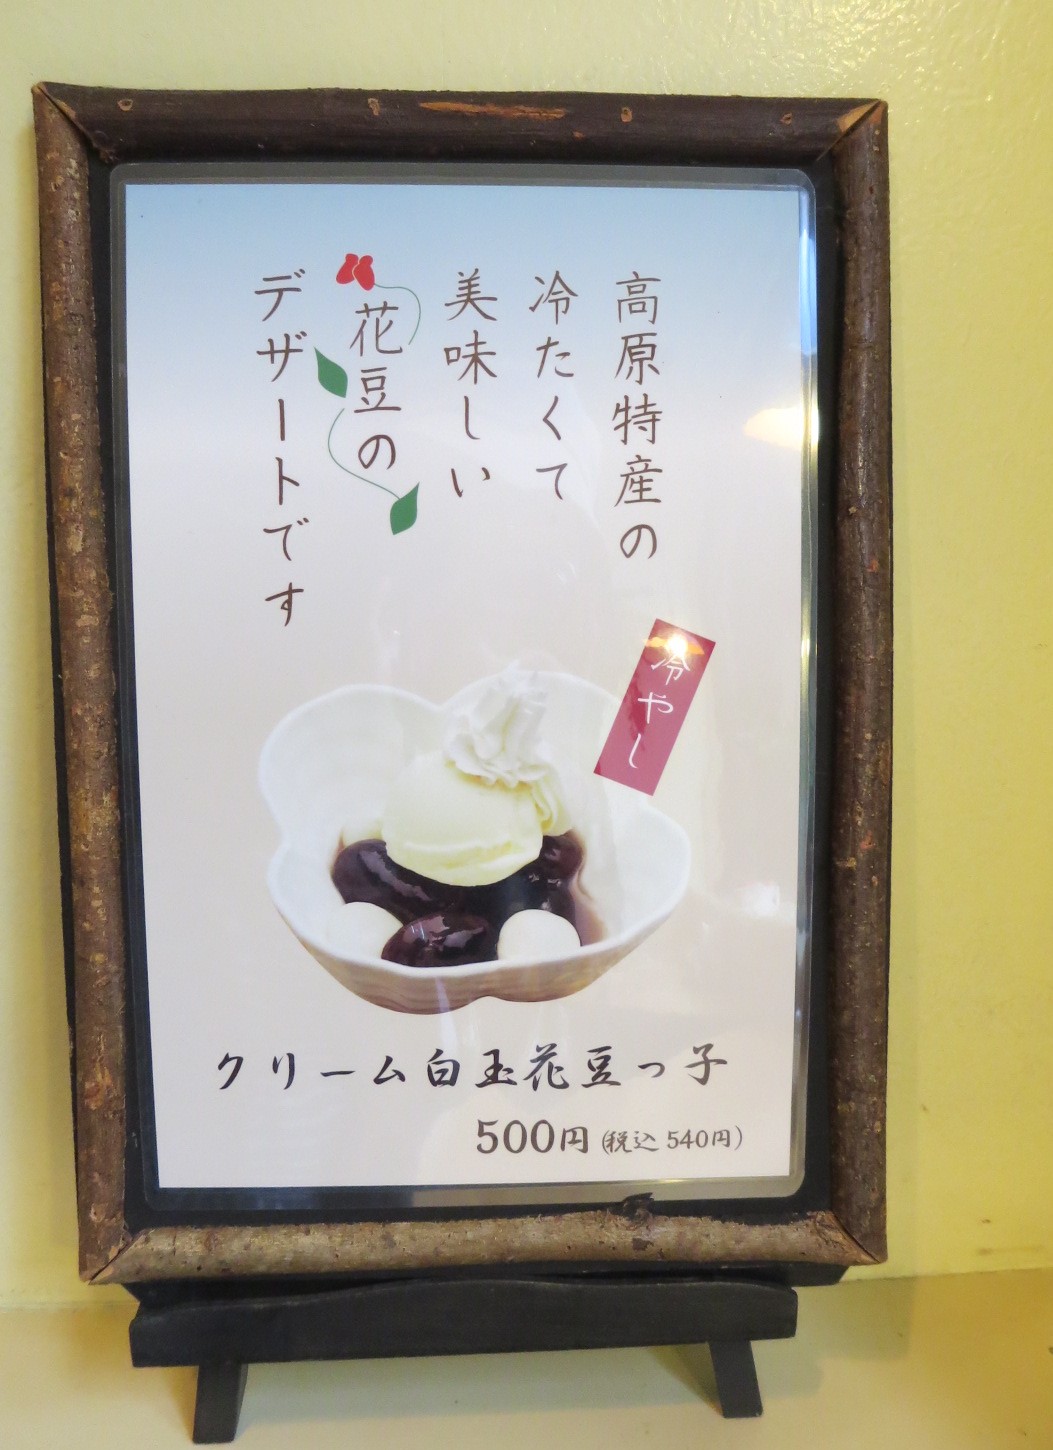 高原特産の
冷たくて
美味しい
花豆の
デザートです
冷やし
クリーム白玉花豆っ子
500円(税込 540円)